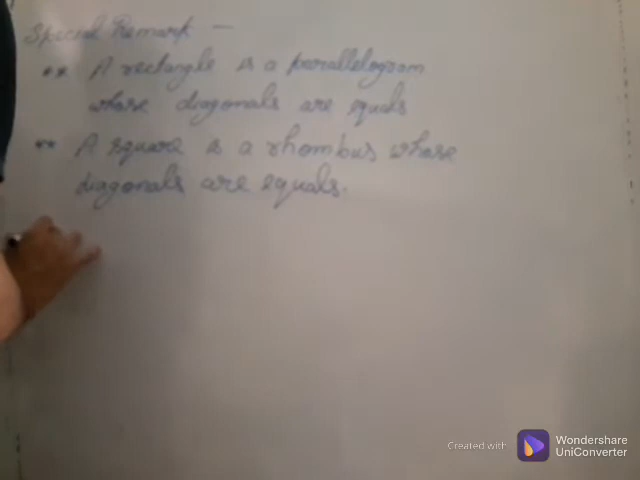 Special Remark —
** A rectangle is a parallelogram
whose diagonals are equals
** A square is a rhombus whose
diagonals are equals.
Created with Wondershare
UniConverter